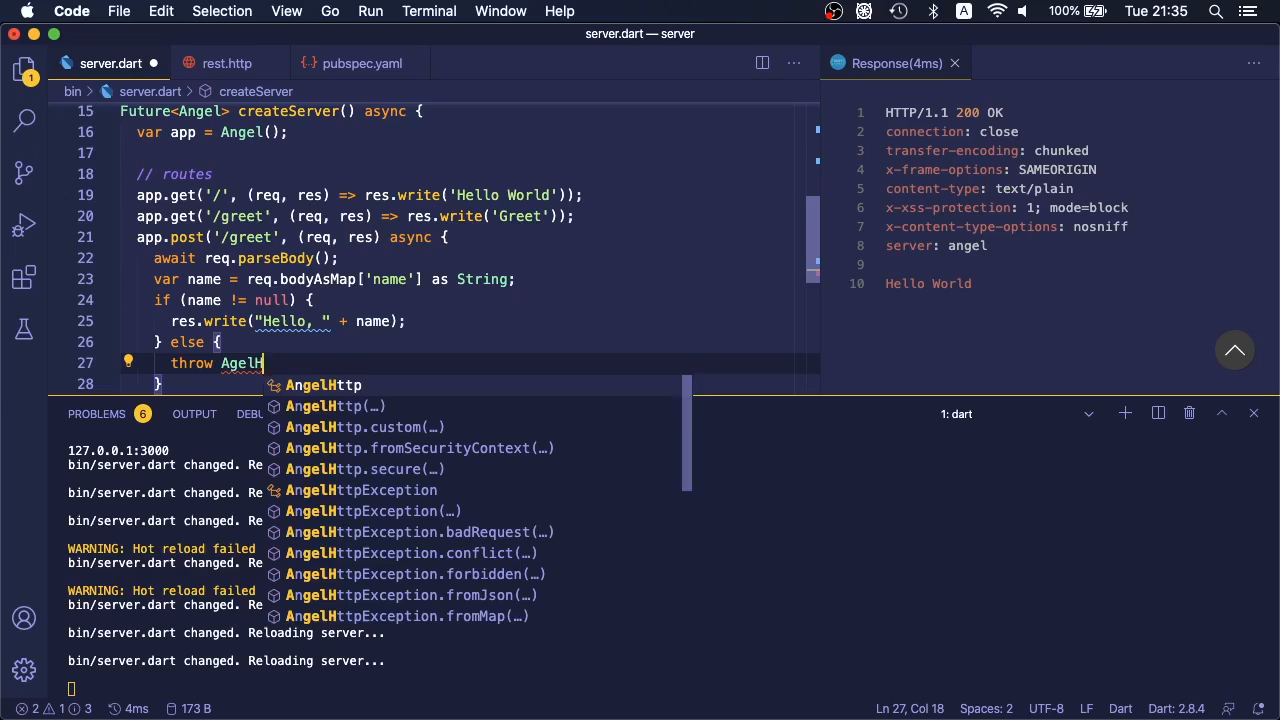 Code File Edit Selection View Go Run Terminal Window Help 100% A Tue 21:35
server.dart — server
server.dart rest.http pubspec.yaml
bin server.dart createServer
15 Future<Angel> createServer() async {
16 var app = Angel();
17
18 // routes
19 app.get('/', (req, res) => res.write('Hello World'));
20 app.get('/greet', (req, res) => res.write('Greet'));
21 app.post('/greet', (req, res) async {
22 await req.parseBody();
23 var name = req.bodyAsMap['name'] as String;
24 if (name != null) {
25 res.write("Hello, " + name);
26 } else {
27 throw AgelH
28 }
AngelHttp
AngelHttp(…)
AngelHttp.custom(…)
AngelHttp.fromSecurityContext(…)
AngelHttp.secure(…)
AngelHttpException
AngelHttpException(…)
AngelHttpException.badRequest(…)
AngelHttpException.conflict(…)
AngelHttpException.forbidden(…)
AngelHttpException.fromJson(…)
AngelHttpException.fromMap(…)
Response(4ms)
1 HTTP/1.1 200 OK
2 connection: close
3 transfer-encoding: chunked
4 x-frame-options: SAMEORIGIN
5 content-type: text/plain
6 x-xss-protection: 1; mode=block
7 x-content-type-options: nosniff
8 server: angel
9
10 Hello World
PROBLEMS 6 OUTPUT DEBU 1: dart
127.0.0.1:3000
bin/server.dart changed. Re
bin/server.dart changed. Re
bin/server.dart changed. Re
WARNING: Hot reload failed
bin/server.dart changed. Re
WARNING: Hot reload failed
bin/server.dart changed. Re
bin/server.dart changed. Reloading server...
bin/server.dart changed. Reloading server...
1
2 1 3 4ms 173 B Ln 27, Col 18 Spaces: 2 UTF-8 LF Dart Dart: 2.8.4